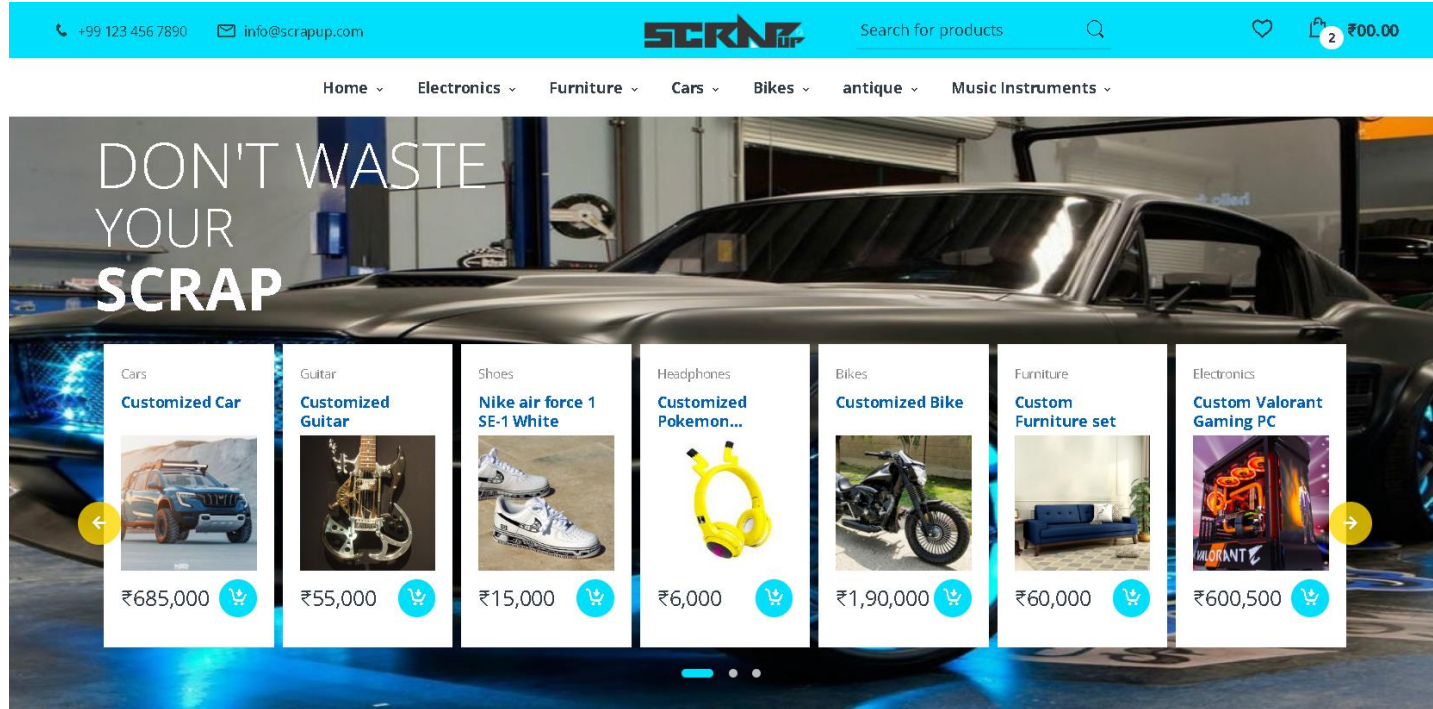 +99 123 456 7890 info@scrapup.com SCRAP UP Search for products 2 ₹00.00
Home Electronics Furniture Cars Bikes antique Music Instruments
DON'T WASTE
YOUR
SCRAP
Cars
Customized Car
₹685,000
Guitar
Customized
Guitar
₹55,000
Shoes
Nike air force 1
SE-1 White
₹15,000
Headphones
Customized
Pokemon...
₹6,000
Bikes
Customized Bike
₹1,90,000
Furniture
Custom
Furniture set
₹60,000
Electronics
Custom Valorant
Gaming PC
VALORANT
₹600,500